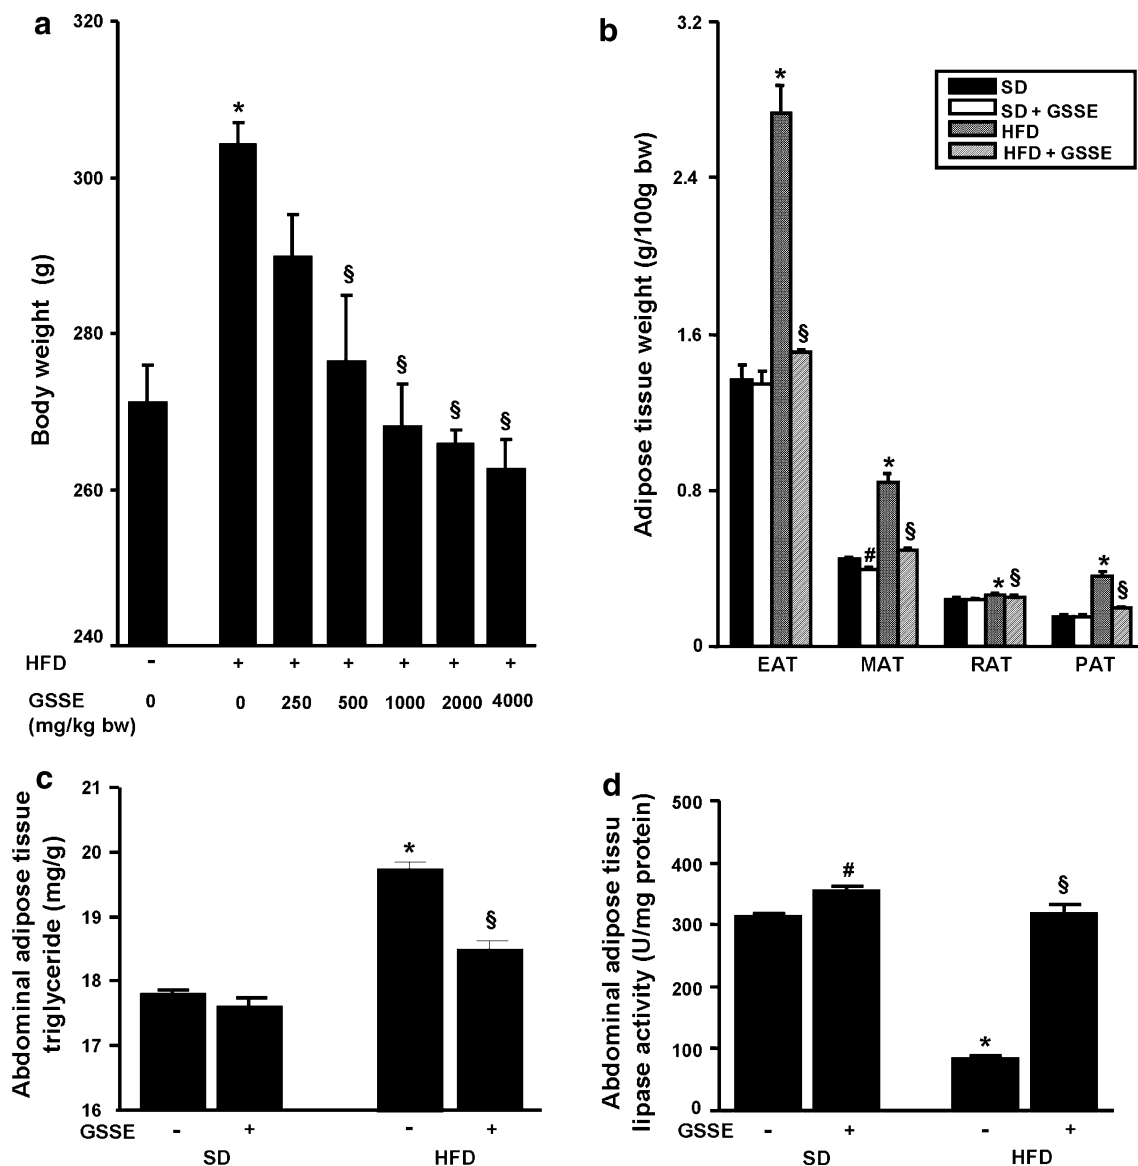 a
320
300
280
260
240
Body weight (g)
*
§
§
§
§
HFD - + + + + + +
GSSE 0 0 250 500 1000 2000 4000
(mg/kg bw)
b
3.2
2.4
1.6
0.8
0
Adipose tissue weight (g/100g bw)
SD
SD + GSSE
HFD
HFD + GSSE
*
§
#
*
§
*
§
*
§
EAT MAT RAT PAT
c
21
20
19
18
17
16
Abdominal adipose tissue
triglyceride (mg/g)
*
§
GSSE - + - +
SD HFD
d
500
400
300
200
100
0
Abdominal adipose tissu
lipase activity (U/mg protein)
#
*
§
GSSE - + - +
SD HFD